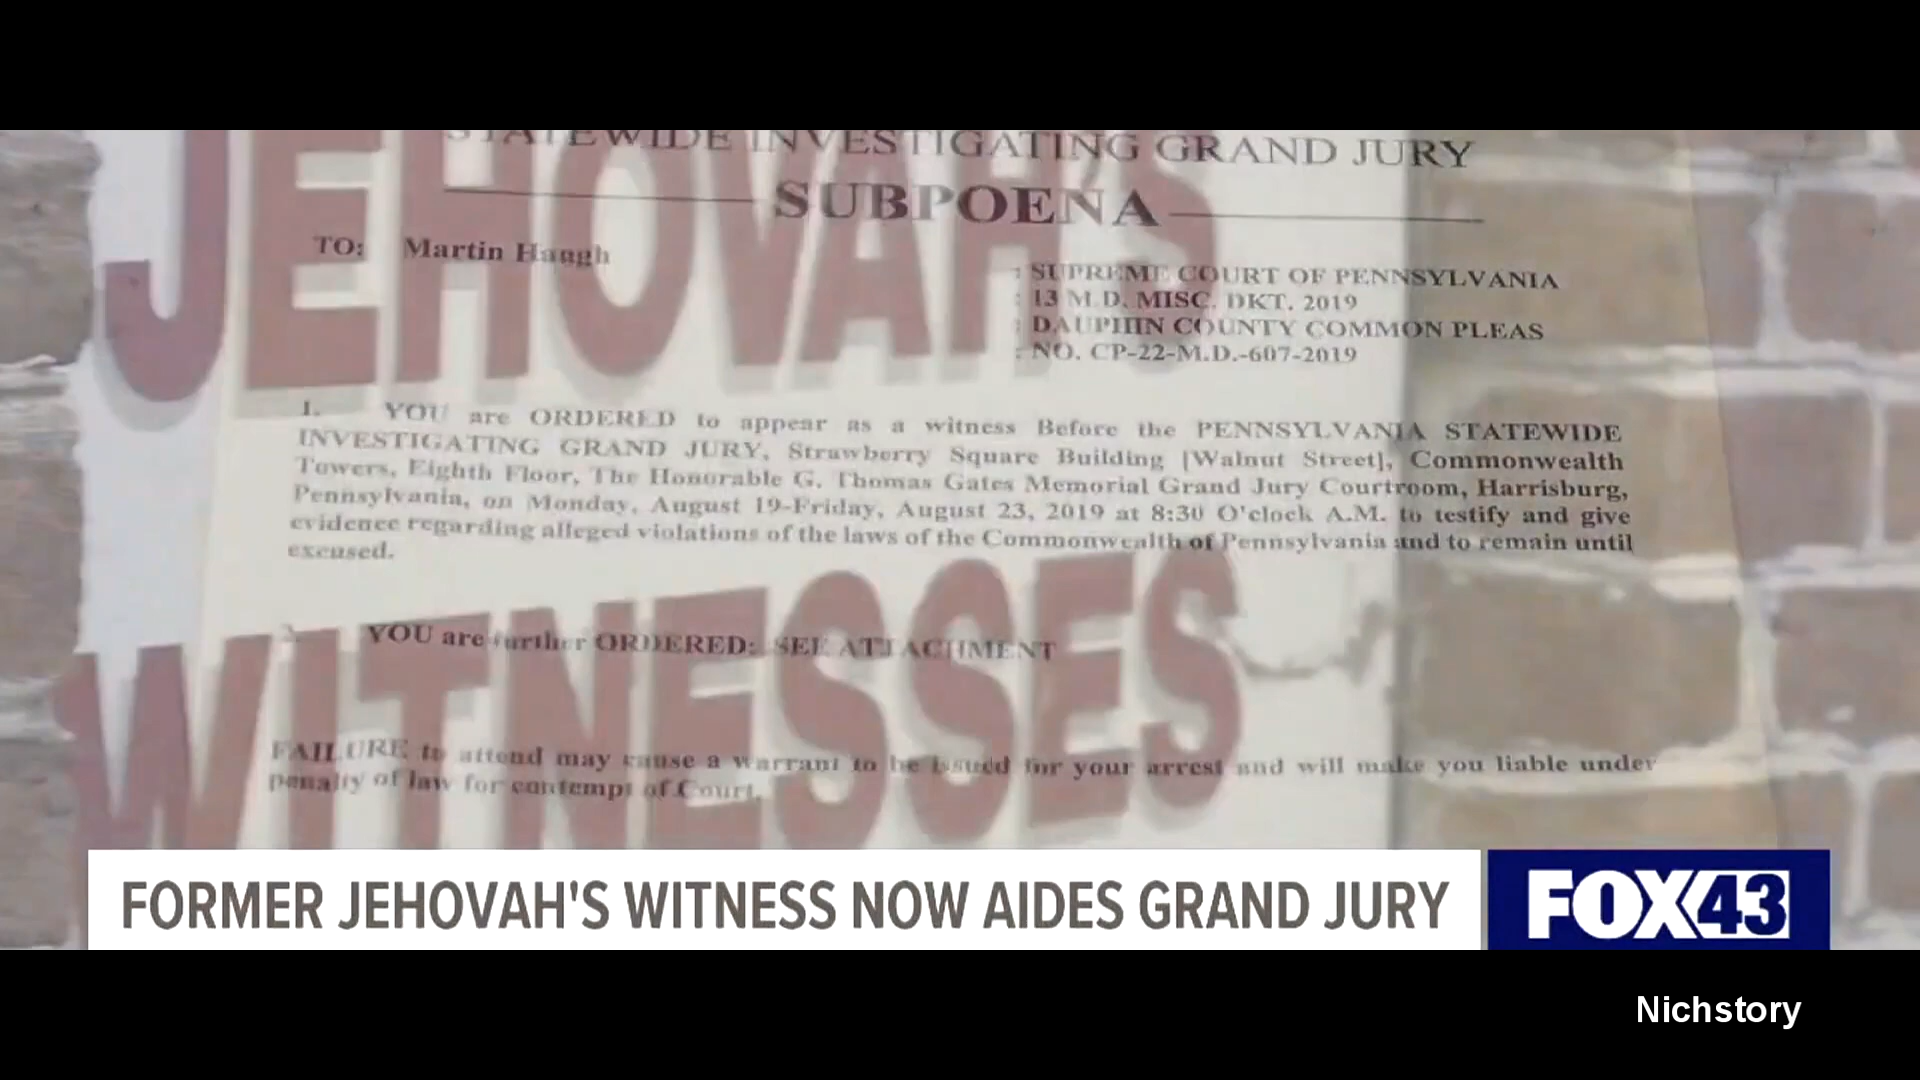 JEHOVAH'S
WITNESSES
STATEWIDE INVESTIGATING GRAND JURY
SUBPOENA
TO: Martin Haugh
: SUPREME COURT OF PENNSYLVANIA
: 13 M.D. MISC. DKT. 2019
: DAUPHIN COUNTY COMMON PLEAS
: NO. CP-22-M.D.-607-2019
1. YOU are ORDERED to appear as a witness Before the PENNSYLVANIA STATEWIDE
INVESTIGATING GRAND JURY, Strawberry Square Building [Walnut Street], Commonwealth
Towers, Eighth Floor, The Honorable G. Thomas Gates Memorial Grand Jury Courtroom, Harrisburg,
Pennsylvania, on Monday, August 19-Friday, August 23, 2019 at 8:30 O'clock A.M. to testify and give
evidence regarding alleged violations of the laws of the Commonwealth of Pennsylvania and to remain until
excused.
2. YOU are further ORDERED: SEE ATTACHMENT
FAILURE to attend may cause a warrant to be issued for your arrest and will make you liable under
penalty of law for contempt of Court.
FORMER JEHOVAH'S WITNESS NOW AIDES GRAND JURY
FOX43
Nichstory